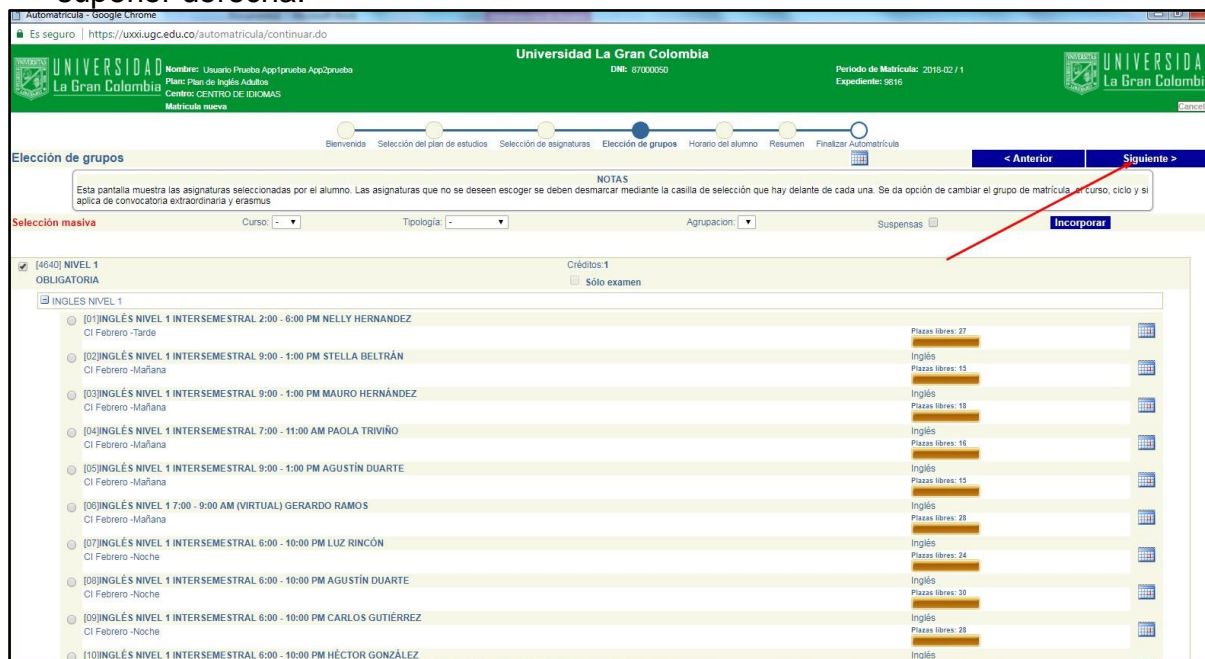 superior derecha.
Automatricula - Google Chrome
Es seguro | https://uxxi.ugc.edu.co/automatricula/continuar.do
Universidad La Gran Colombia
UNIVERSIDAD
La Gran Colombia
Nombre: Usuario Prueba App1prueba App2prueba
DNI: 87000050
Periodo de Matrícula: 2018-02 / 1
Plan: Plan de Inglés Adultos
Expediente: 9816
Centro: CENTRO DE IDIOMAS
Matrícula nueva
UNIVERSIDA
La Gran Colombi
Cancel
Bienvenida Selección del plan de estudios Selección de asignaturas Elección de grupos Horario del alumno Resumen Finalizar Automatrícula
Elección de grupos
< Anterior Siguiente >
NOTAS
Esta pantalla muestra las asignaturas seleccionadas por el alumno. Las asignaturas que no se deseen escoger se deben desmarcar mediante la casilla de selección que hay delante de cada una. Se da opción de cambiar el grupo de matrícula, el curso, ciclo y si
aplica de convocatoria extraordinaria y erasmus
Selección masiva Curso: - Tipología: - Agrupacion: Suspensas Incorporar
[4640] NIVEL 1 Créditos:1
OBLIGATORIA Sólo examen
INGLES NIVEL 1
[01]INGLÉS NIVEL 1 INTERSEMESTRAL 2:00 - 6:00 PM NELLY HERNANDEZ
CI Febrero -Tarde Plazas libres: 27
[02]INGLÉS NIVEL 1 INTERSEMESTRAL 9:00 - 1:00 PM STELLA BELTRÁN Inglés
CI Febrero -Mañana Plazas libres: 15
[03]INGLÉS NIVEL 1 INTERSEMESTRAL 9:00 - 1:00 PM MAURO HERNÁNDEZ Inglés
CI Febrero -Mañana Plazas libres: 18
[04]INGLÉS NIVEL 1 INTERSEMESTRAL 7:00 - 11:00 AM PAOLA TRIVIÑO Inglés
CI Febrero -Mañana Plazas libres: 16
[05]INGLÉS NIVEL 1 INTERSEMESTRAL 9:00 - 1:00 PM AGUSTÍN DUARTE Inglés
CI Febrero -Mañana Plazas libres: 15
[06]INGLÉS NIVEL 1 7:00 - 9:00 AM (VIRTUAL) GERARDO RAMOS Inglés
CI Febrero -Mañana Plazas libres: 28
[07]INGLÉS NIVEL 1 INTERSEMESTRAL 6:00 - 10:00 PM LUZ RINCÓN Inglés
CI Febrero -Noche Plazas libres: 24
[08]INGLÉS NIVEL 1 INTERSEMESTRAL 6:00 - 10:00 PM AGUSTÍN DUARTE Inglés
CI Febrero -Noche Plazas libres: 30
[09]INGLÉS NIVEL 1 INTERSEMESTRAL 6:00 - 10:00 PM CARLOS GUTIÉRREZ Inglés
CI Febrero -Noche Plazas libres: 28
[10]INGLÉS NIVEL 1 INTERSEMESTRAL 6:00 - 10:00 PM HÉCTOR GONZÁLEZ Inglés